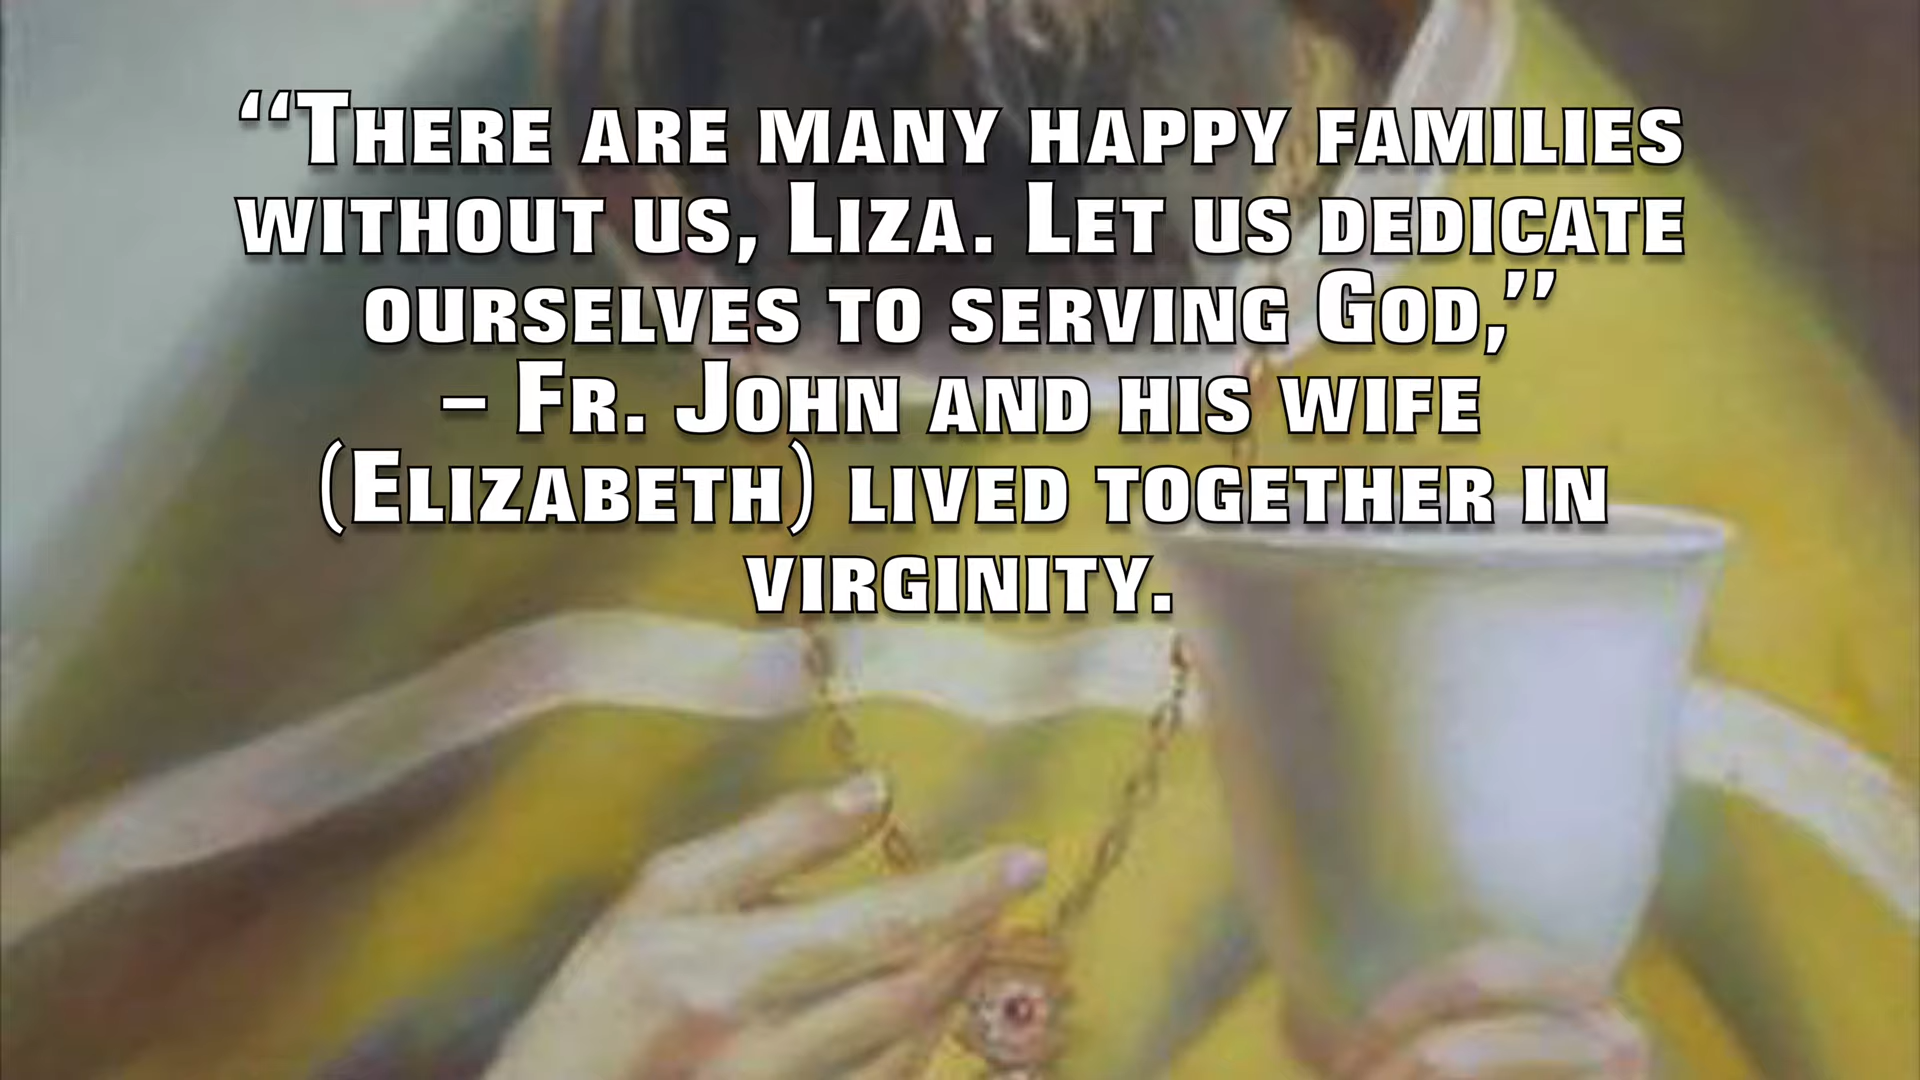 “There are many happy families
without us, Liza. Let us dedicate
ourselves to serving God,”
– Fr. John and his wife
(Elizabeth) lived together in
virginity.